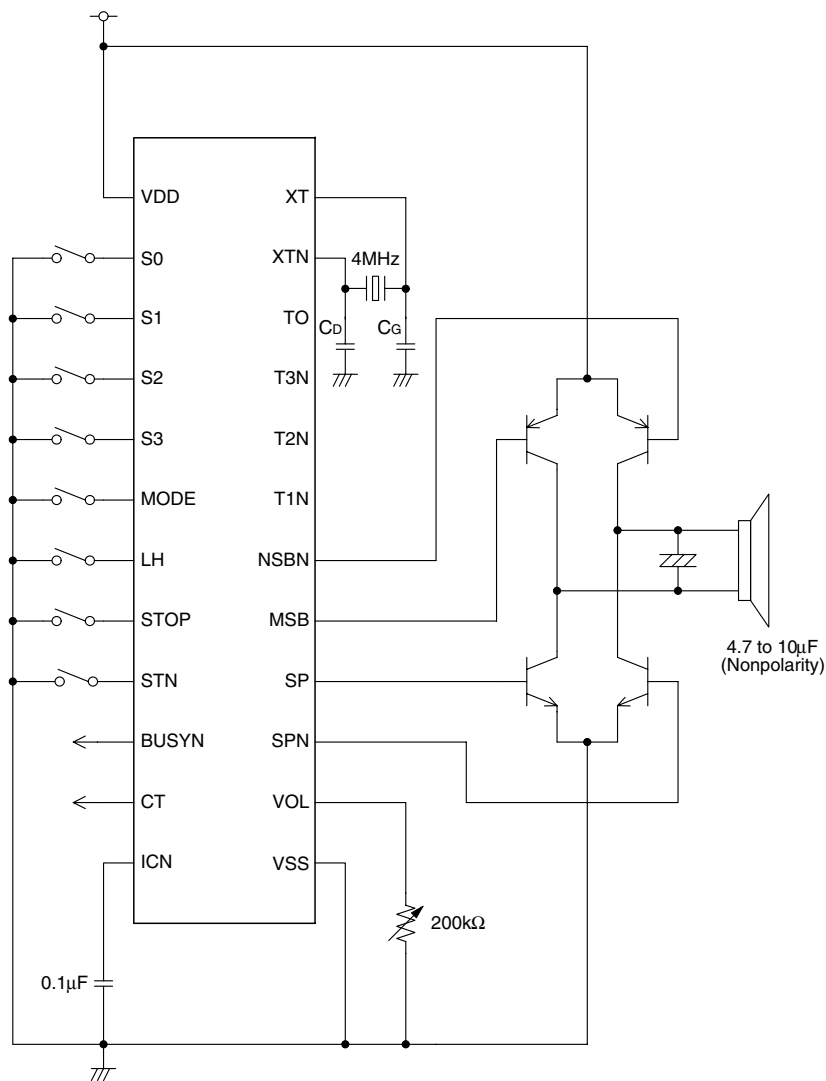 VDD
XT
S0
XTN
4MHz
S1
TO
CD
CG
S2
T3N
S3
T2N
MODE
T1N
LH
NSBN
STOP
MSB
4.7 to 10µF
(Nonpolarity)
STN
SP
BUSYN
SPN
CT
VOL
ICN
VSS
200kΩ
0.1µF